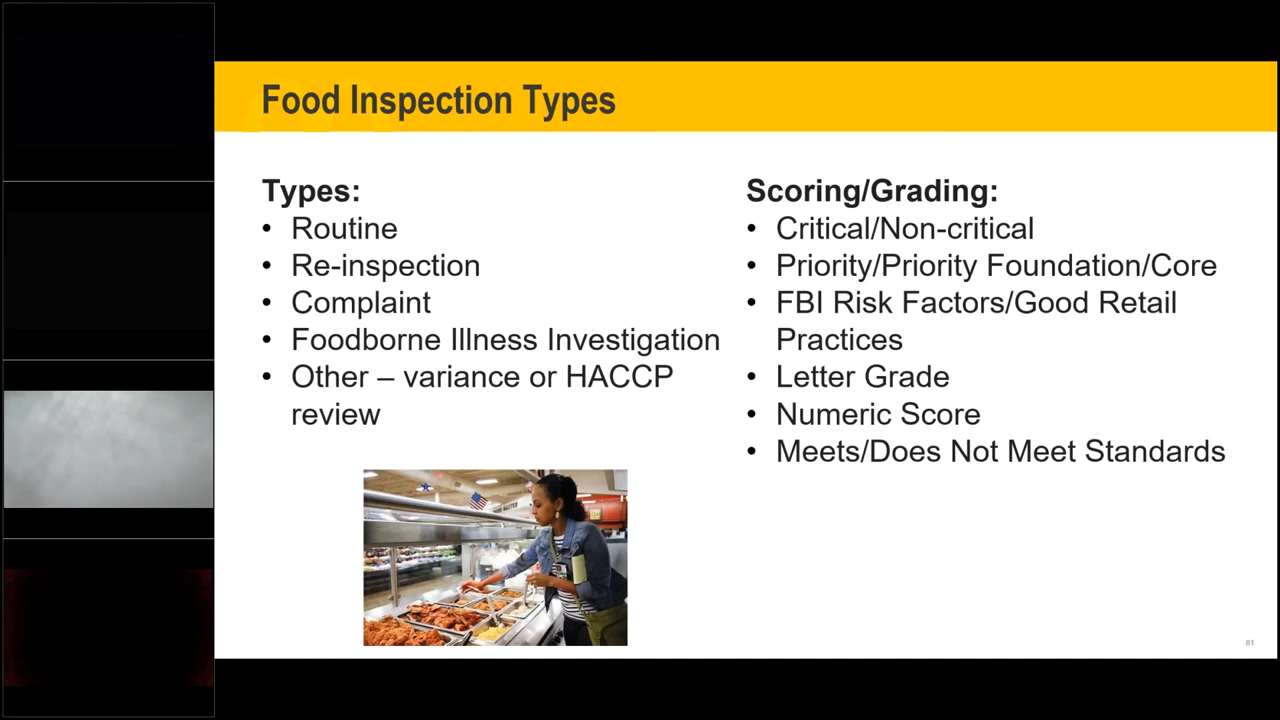 Food Inspection Types
Types:
• Routine
• Re-inspection
• Complaint
• Foodborne Illness Investigation
• Other – variance or HACCP
review
Scoring/Grading:
• Critical/Non-critical
• Priority/Priority Foundation/Core
• FBI Risk Factors/Good Retail
Practices
• Letter Grade
• Numeric Score
• Meets/Does Not Meet Standards
81